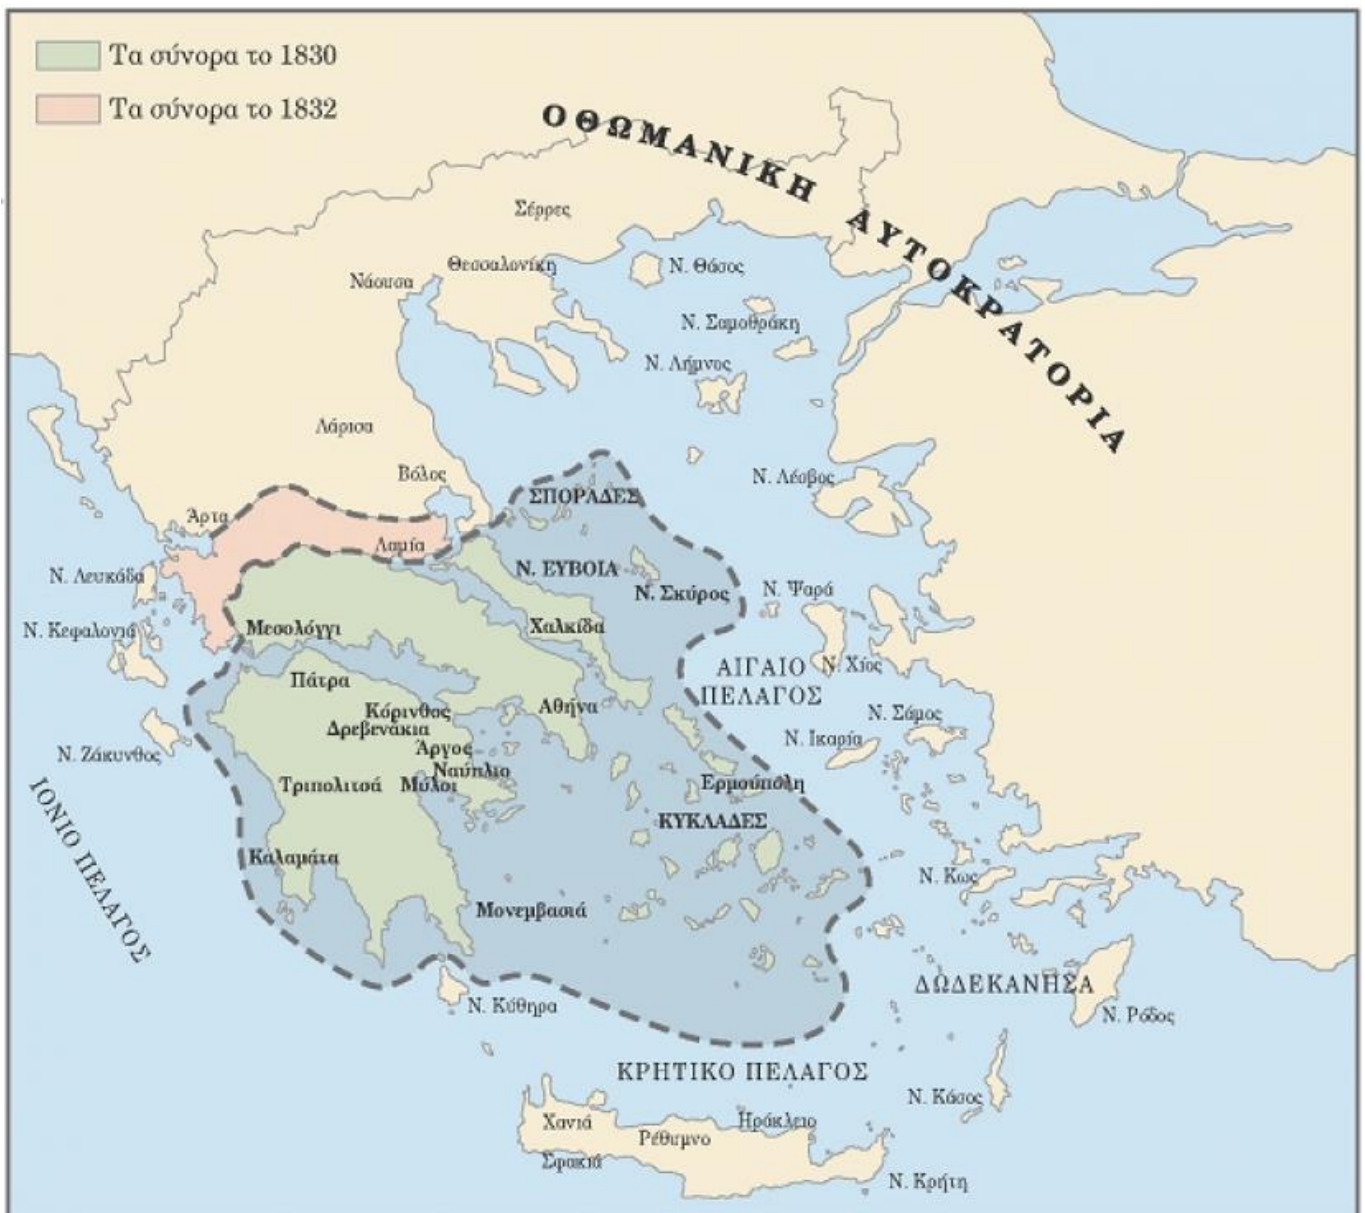 Τα σύνορα το 1830
Τα σύνορα το 1832
ΟΘΩΜΑΝΙΚΗ ΑΥΤΟΚΡΑΤΟΡΙΑ
Σέρρες
Θεσσαλονίκη
Νάουσα
Ν. Θάσος
Ν. Σαμοθράκη
Ν. Λήμνος
Λάρισα
Βόλος
Ν. Λέσβος
ΣΠΟΡΑΔΕΣ
Άρτα
Λαμία
Ν. Λευκάδα
Ν. ΕΥΒΟΙΑ
Ν. Σκύρος
Ν. Ψαρά
Ν. Κεφαλονιά
Μεσολόγγι
Χαλκίδα
ΑΙΓΑΙΟ
ΠΕΛΑΓΟΣ
Ν. Χίος
Πάτρα
Κόρινθος
Αθήνα
Δρεβενάκια
Ν. Σάμος
Άργος
Ν. Ικαρία
Ν. Ζάκυνθος
Ναύπλιο
Τριπολιτσά
Μύλοι
Ερμούπολη
ΙΟΝΙΟ ΠΕΛΑΓΟΣ
ΚΥΚΛΑΔΕΣ
Καλαμάτα
Ν. Κως
Μονεμβασιά
ΔΩΔΕΚΑΝΗΣΑ
Ν. Κύθηρα
Ν. Ρόδος
ΚΡΗΤΙΚΟ ΠΕΛΑΓΟΣ
Ν. Κάσος
Χανιά
Ηράκλειο
Ρέθυμνο
Σφακιά
Ν. Κρήτη